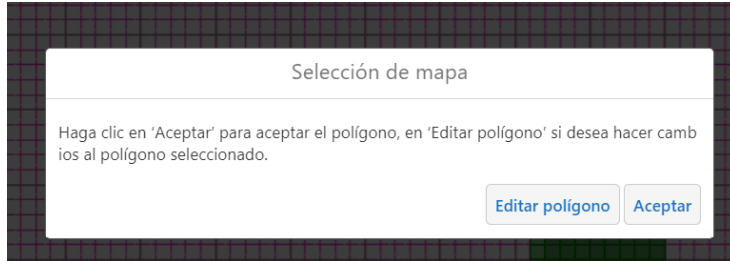 Selección de mapa
Haga clic en 'Aceptar' para aceptar el polígono, en 'Editar polígono' si desea hacer camb
ios al polígono seleccionado.
Editar polígono Aceptar